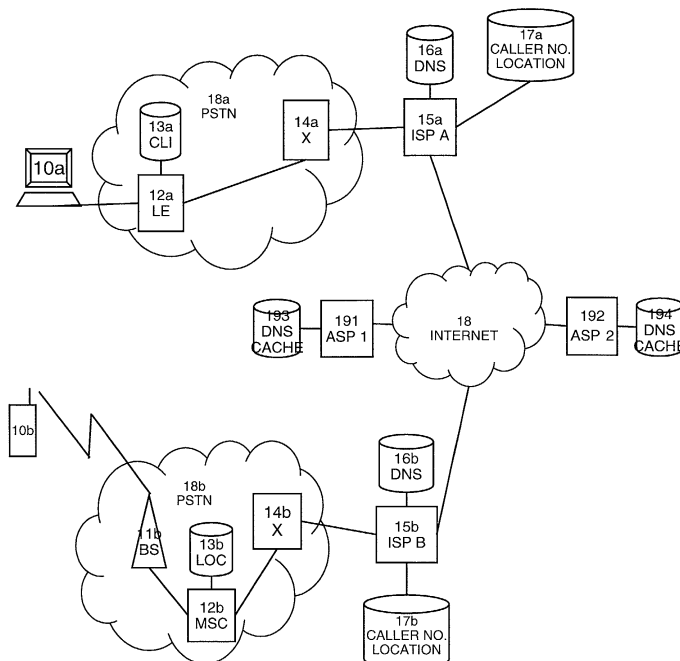 17a
CALLER NO.
LOCATION
16a
DNS
18a
PSTN
13a
CLI
14a
X
15a
ISP A
10a
12a
LE
193
DNS
CACHE
191
ASP 1
18
INTERNET
192
ASP 2
194
DNS
CACHE
10b
18b
PSTN
16b
DNS
14b
X
11b
BS
13b
LOC
15b
ISP B
12b
MSC
17b
CALLER NO.
LOCATION